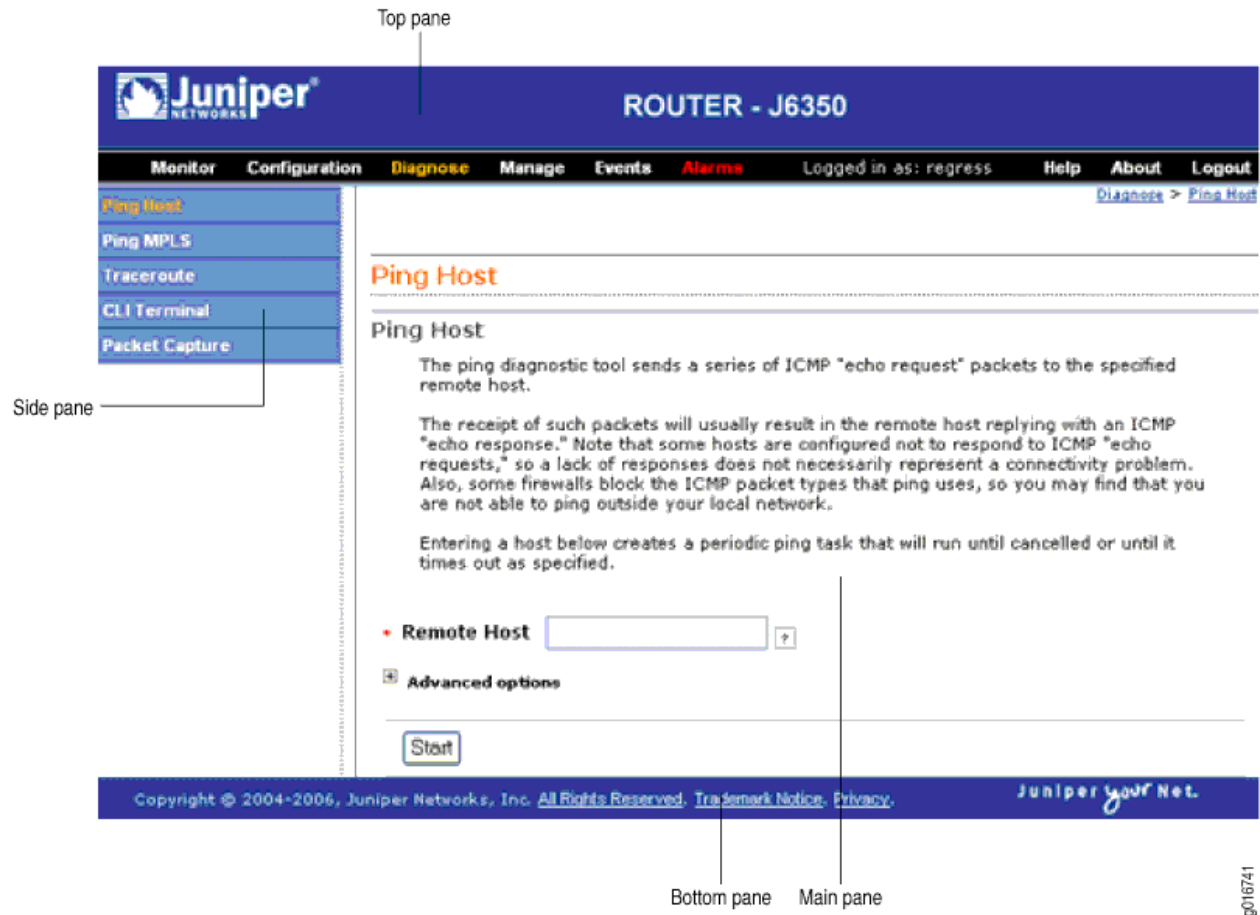 Top pane
Juniper®
NETWORKS
ROUTER - J6350
Monitor Configuration Diagnose Manage Events Alarms Logged in as: regress Help About Logout
Diagnose > Ping Host
Ping Host
Ping MPLS
Traceroute
CLI Terminal
Packet Capture
Side pane
Ping Host
Ping Host
The ping diagnostic tool sends a series of ICMP "echo request" packets to the specified
remote host.
The receipt of such packets will usually result in the remote host replying with an ICMP
"echo response." Note that some hosts are configured not to respond to ICMP "echo
requests," so a lack of responses does not necessarily represent a connectivity problem.
Also, some firewalls block the ICMP packet types that ping uses, so you may find that you
are not able to ping outside your local network.
Entering a host below creates a periodic ping task that will run until cancelled or until it
times out as specified.
• Remote Host ?
+ Advanced options
Start
Copyright © 2004-2006, Juniper Networks, Inc. All Rights Reserved. Trademark Notice. Privacy.
Juniper your Net.
Bottom pane Main pane
g016741